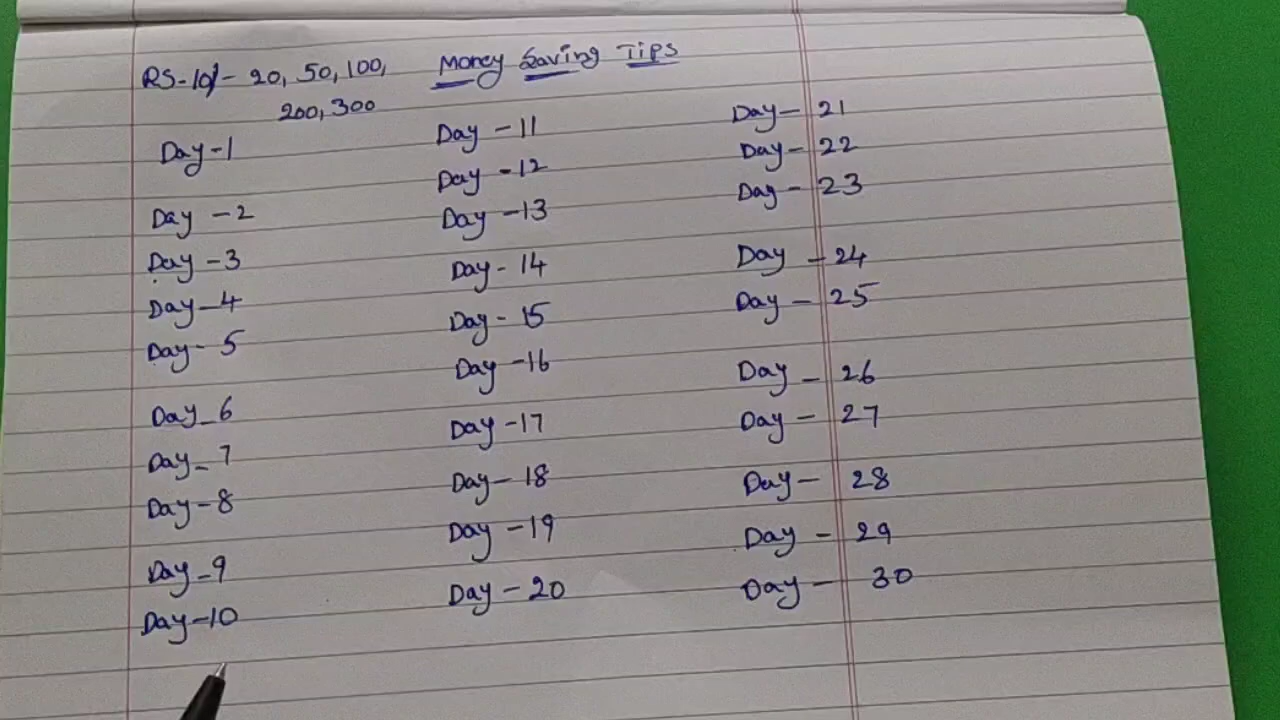 Money Saving Tips
RS-10/- 20, 50, 100,
200, 300
Day-1
Day -2
Day -3
Day -4
Day - 5
Day - 6
Day - 7
Day - 8
Day - 9
Day -10
Day - 11
Day -12
Day -13
Day - 14
Day - 15
Day -16
Day -17
Day - 18
Day -19
Day - 20
Day - 21
Day - 22
Day - 23
Day - 24
Day - 25
Day - 26
Day - 27
Day - 28
Day - 29
Day - 30